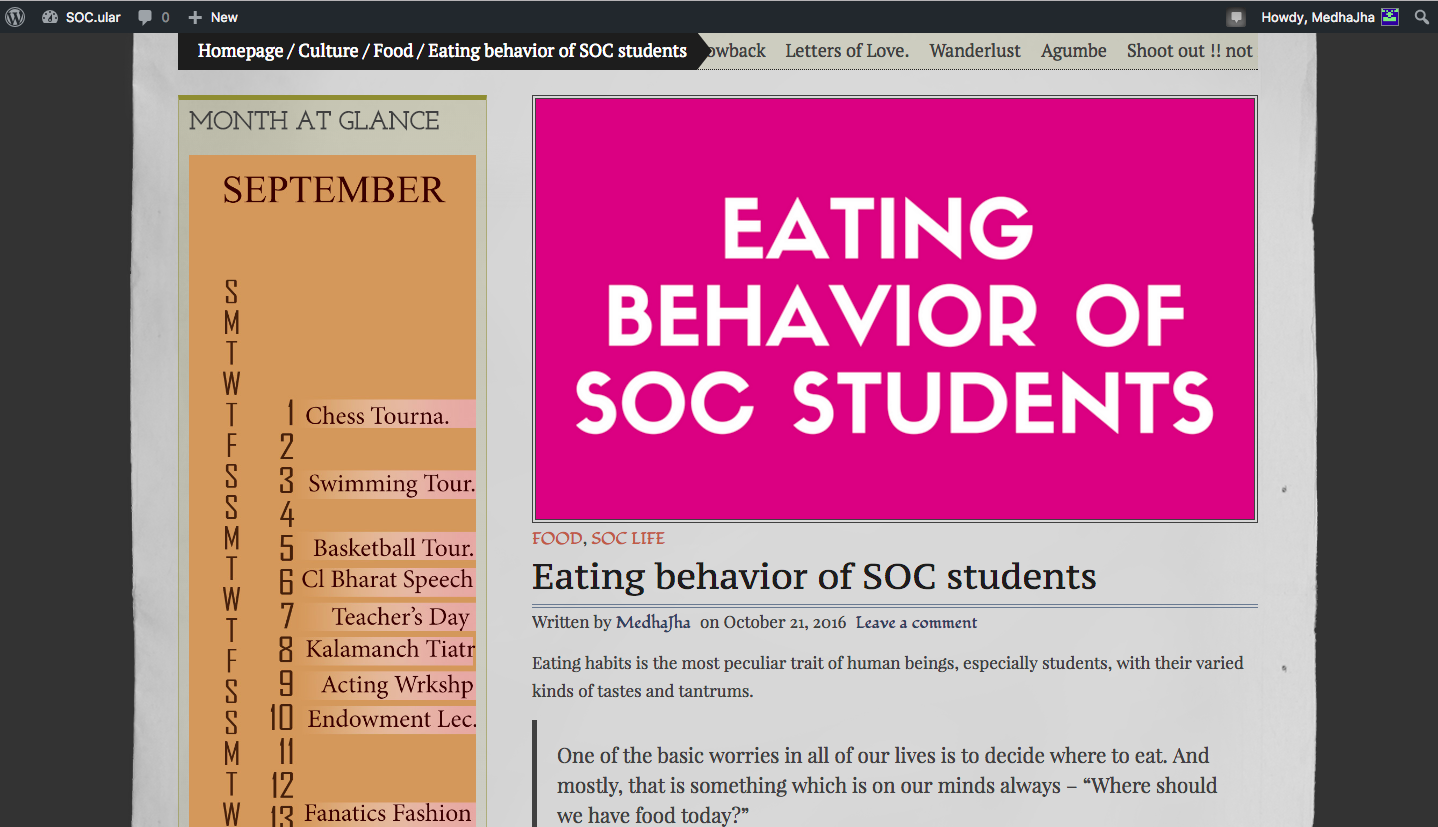 SOC.ular 0 New Howdy, MedhaJha
Homepage / Culture / Food / Eating behavior of SOC students owback Letters of Love. Wanderlust Agumbe Shoot out !! not
MONTH AT GLANCE
SEPTEMBER
S
M
T
W
T 1 Chess Tourna.
F 2
S 3 Swimming Tour.
S 4
M 5 Basketball Tour.
T 6 Cl Bharat Speech
W 7 Teacher's Day
T 8 Kalamanch Tiatr
F 9 Acting Wrkshp
S 10 Endowment Lec.
S 11
M 12
T 13 Fanatics Fashion
W
EATING
BEHAVIOR OF
SOC STUDENTS
FOOD, SOC LIFE
Eating behavior of SOC students
Written by MedhaJha on October 21, 2016 Leave a comment
Eating habits is the most peculiar trait of human beings, especially students, with their varied
kinds of tastes and tantrums.
One of the basic worries in all of our lives is to decide where to eat. And
mostly, that is something which is on our minds always – “Where should
we have food today?”